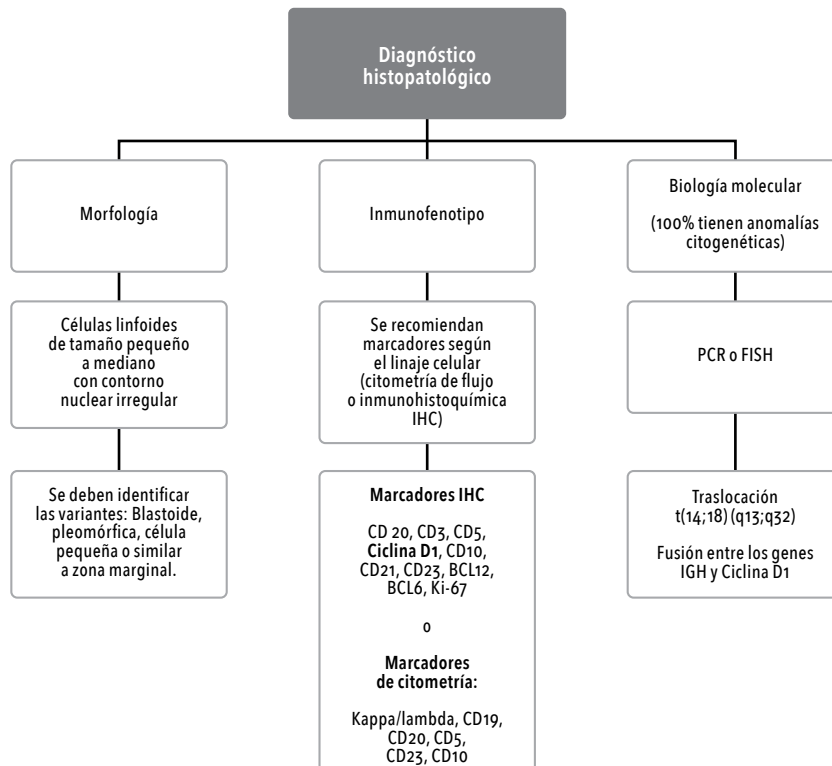 Diagnóstico
histopatológico
Morfología
Células linfoides
de tamaño pequeño
a mediano
con contorno
nuclear irregular
Se deben identificar
las variantes: Blastoide,
pleomórfica, célula
pequeña o similar
a zona marginal.
Inmunofenotipo
Se recomiendan
marcadores según
el linaje celular
(citometría de flujo
o inmunohistoquímica
IHC)
Marcadores IHC
CD 20, CD3, CD5,
Ciclina D1, CD10,
CD21, CD23, BCL12,
BCL6, Ki-67
o
Marcadores
de citometría:
Kappa/lambda, CD19,
CD20, CD5,
CD23, CD10
Biología molecular
(100% tienen anomalías
citogenéticas)
PCR o FISH
Traslocación
t(14;18) (q13;q32)
Fusión entre los genes
IGH y Ciclina D1